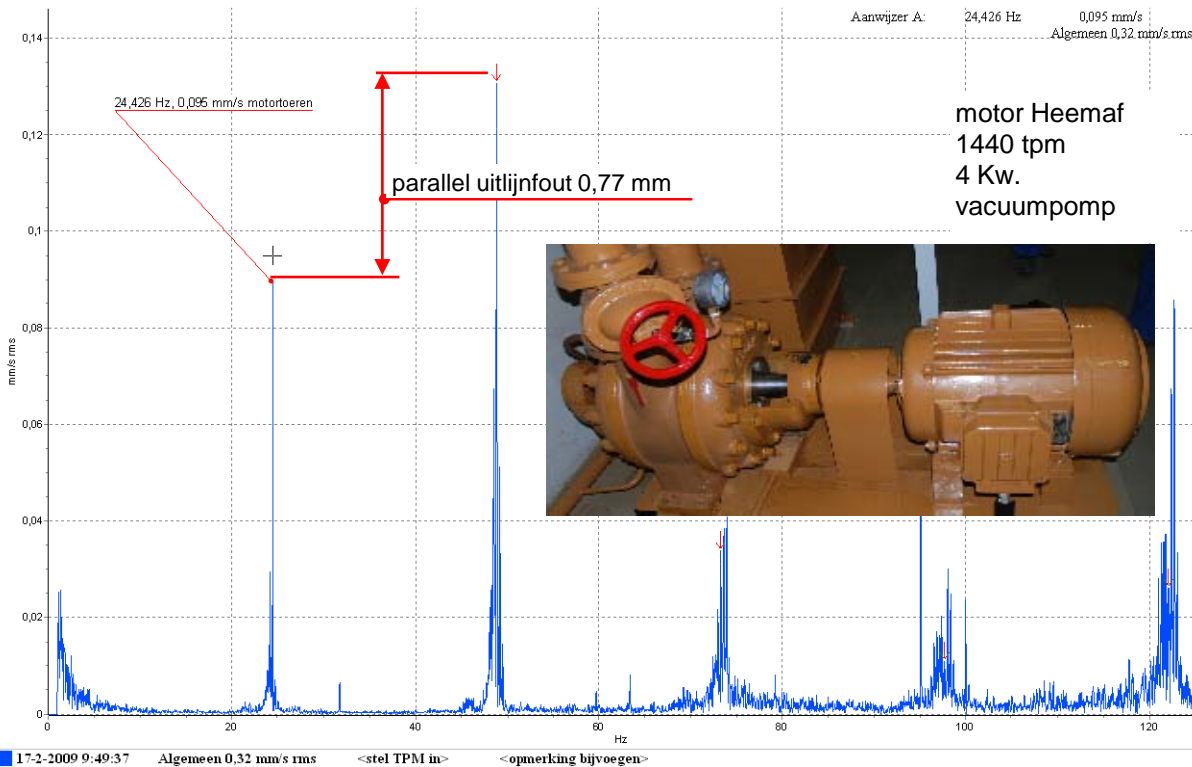 Aanwijzer A: 24,426 Hz 0,095 mm/s
Algemeen 0,32 mm/s rms
0,14
24,426 Hz, 0,095 mm/s motortoeren
motor Heemaf
1440 tpm
4 Kw.
vacuumpomp
0,12
parallel uitlijnfout 0,77 mm
0,1
0,08
mm/s rms
0,06
0,04
0,02
0
0 20 40 60 80 100 120
Hz
17-2-2009 9:49:37 Algemeen 0,32 mm/s rms <stel TPM in> <opmerking bijvoegen>